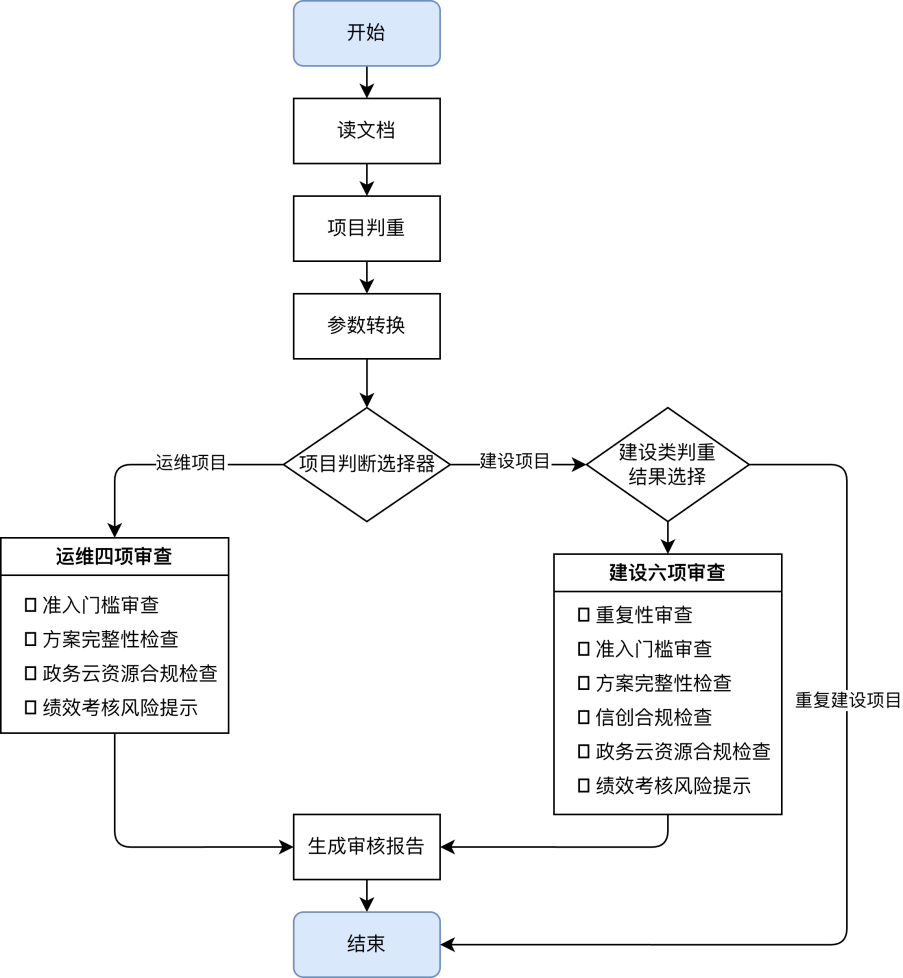 开始
读文档
项目判重
参数转换
项目判断选择器
运维项目
建设项目
建设类判重
结果选择
运维四项审查
准入门槛审查
方案完整性检查
政务云资源合规检查
绩效考核风险提示
建设六项审查
重复性审查
准入门槛审查
方案完整性检查
信创合规检查
政务云资源合规检查
绩效考核风险提示
重复建设项目
生成审核报告
结束